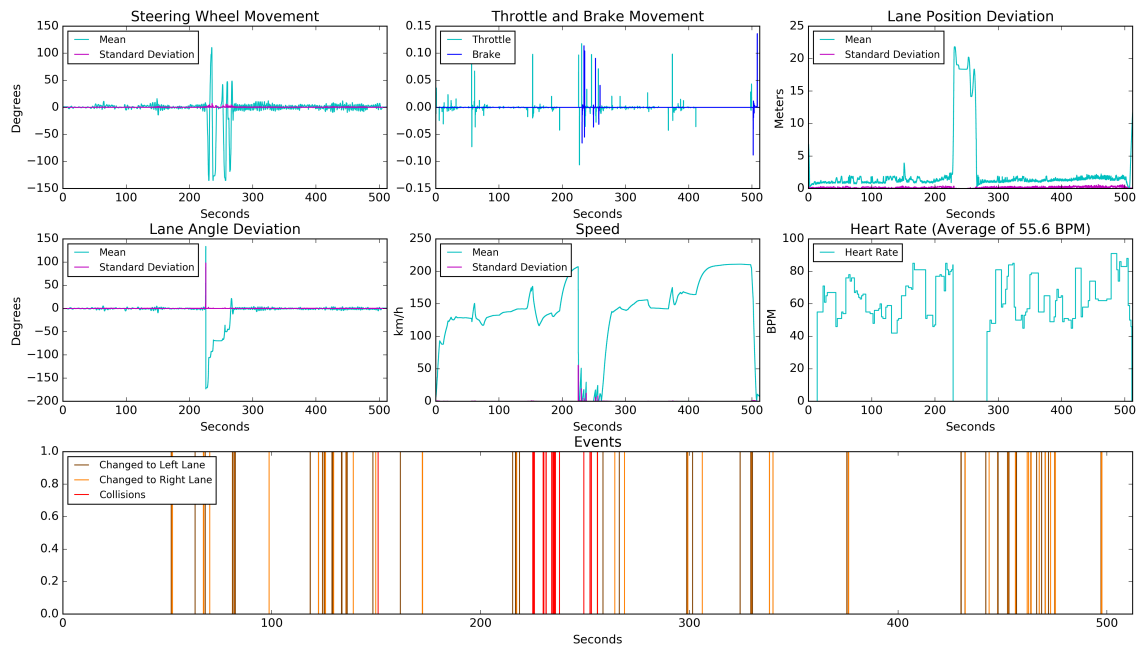 Steering Wheel Movement
150
100
50
0
−50
−100
−150
Degrees
Mean
Standard Deviation
0 100 200 300 400 500
Seconds
Throttle and Brake Movement
0.15
0.10
0.05
0.00
−0.05
−0.10
−0.15
Throttle
Brake
0 100 200 300 400 500
Seconds
Lane Position Deviation
25
20
15
10
5
0
Meters
Mean
Standard Deviation
0 100 200 300 400 500
Seconds
Lane Angle Deviation
150
100
50
0
−50
−100
−150
−200
Degrees
Mean
Standard Deviation
0 100 200 300 400 500
Seconds
Speed
250
200
150
100
50
0
km/h
Mean
Standard Deviation
0 100 200 300 400 500
Seconds
Heart Rate (Average of 55.6 BPM)
100
80
60
40
20
0
BPM
Heart Rate
0 100 200 300 400 500
Seconds
Events
1.0
0.8
0.6
0.4
0.2
0.0
Changed to Left Lane
Changed to Right Lane
Collisions
0 100 200 300 400 500
Seconds